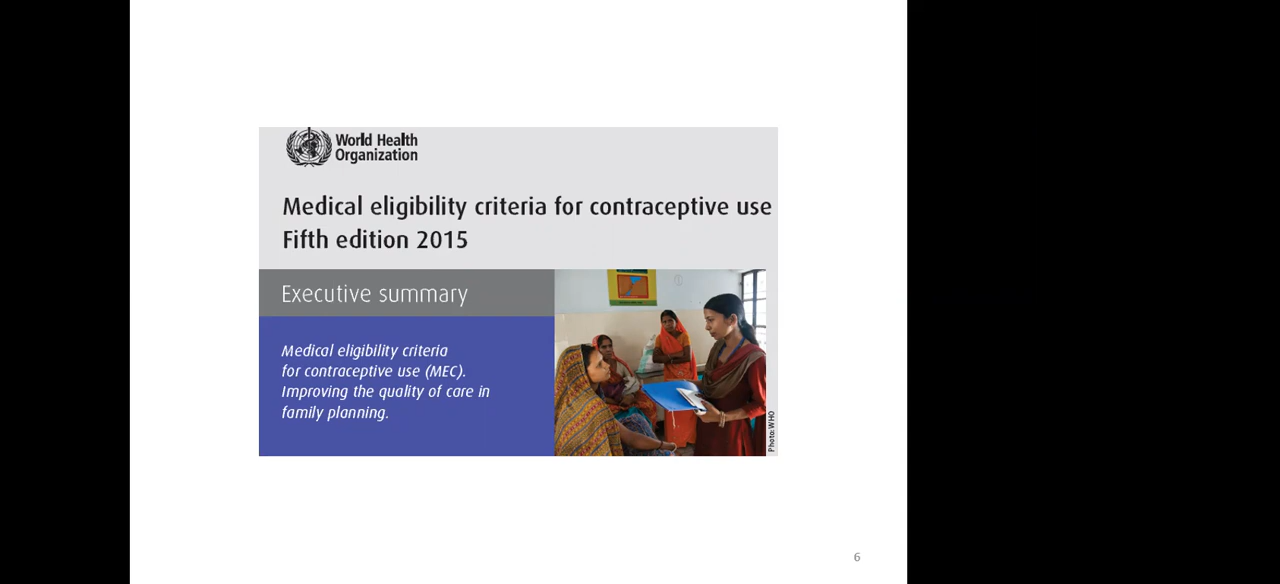 World Health
Organization
Medical eligibility criteria for contraceptive use
Fifth edition 2015
Executive summary
Medical eligibility criteria
for contraceptive use (MEC).
Improving the quality of care in
family planning.
Photo:WHO
6